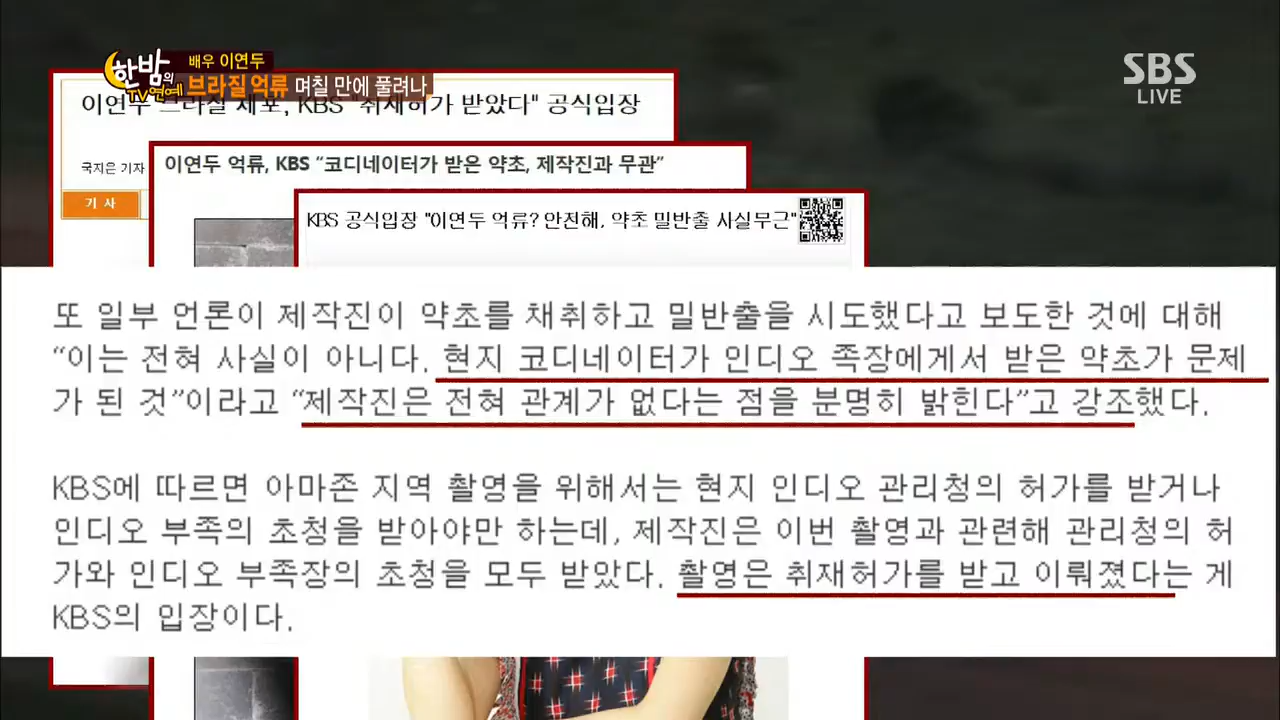 한밤의
TV연예
배우 이연두
브라질 억류 며칠 만에 풀려나
SBS
LIVE
이연두 브라질 체포, KBS "취재허가 받았다" 공식입장
국지은 기자
기 사
이연두 억류, KBS “코디네이터가 받은 약초, 제작진과 무관”
KBS 공식입장 "이연두 억류? 안전해, 약초 밀반출 사실무근"
또 일부 언론이 제작진이 약초를 채취하고 밀반출을 시도했다고 보도한 것에 대해
“이는 전혀 사실이 아니다. 현지 코디네이터가 인디오 족장에게서 받은 약초가 문제
가 된 것”이라고 “제작진은 전혀 관계가 없다는 점을 분명히 밝힌다”고 강조했다.
KBS에 따르면 아마존 지역 촬영을 위해서는 현지 인디오 관리청의 허가를 받거나
인디오 부족의 초청을 받아야만 하는데, 제작진은 이번 촬영과 관련해 관리청의 허
가와 인디오 부족장의 초청을 모두 받았다. 촬영은 취재허가를 받고 이뤄졌다는 게
KBS의 입장이다.